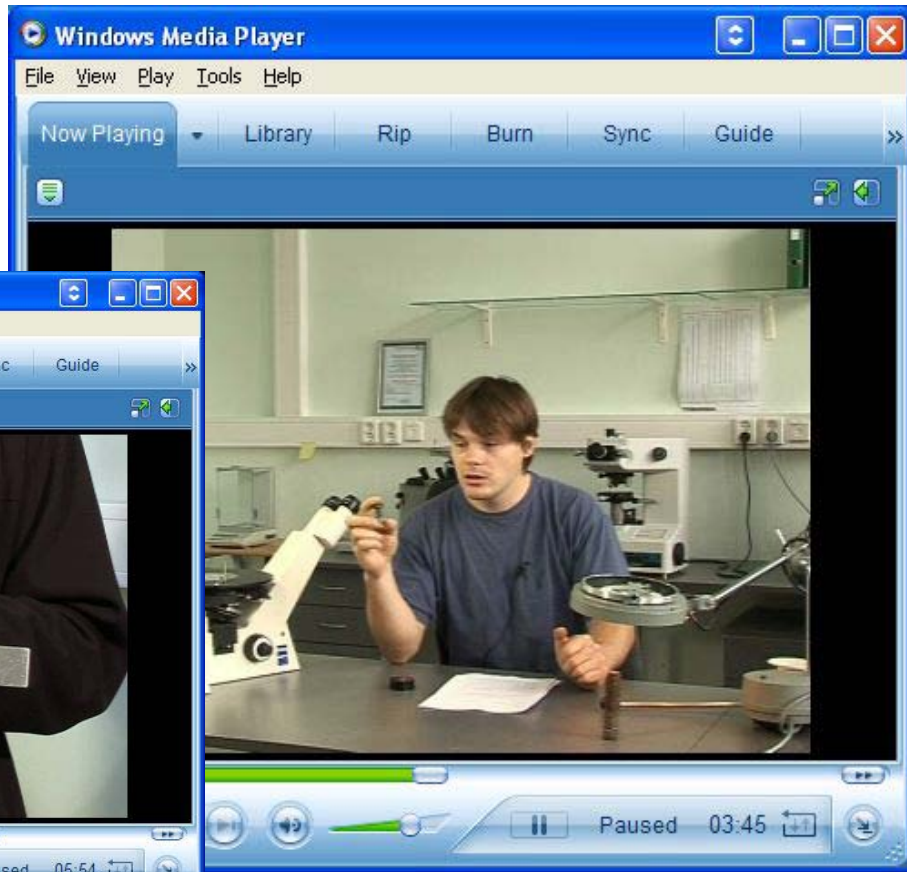 Windows Media Player
File View Play Tools Help
Now Playing Library Rip Burn Sync Guide »
Guide »
Paused 03:45
05:54